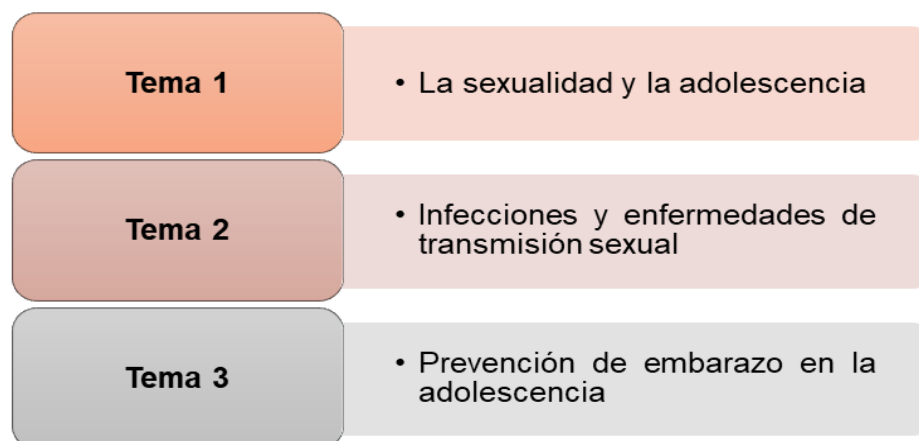 Tema 1
• La sexualidad y la adolescencia
Tema 2
• Infecciones y enfermedades de
transmisión sexual
Tema 3
• Prevención de embarazo en la
adolescencia